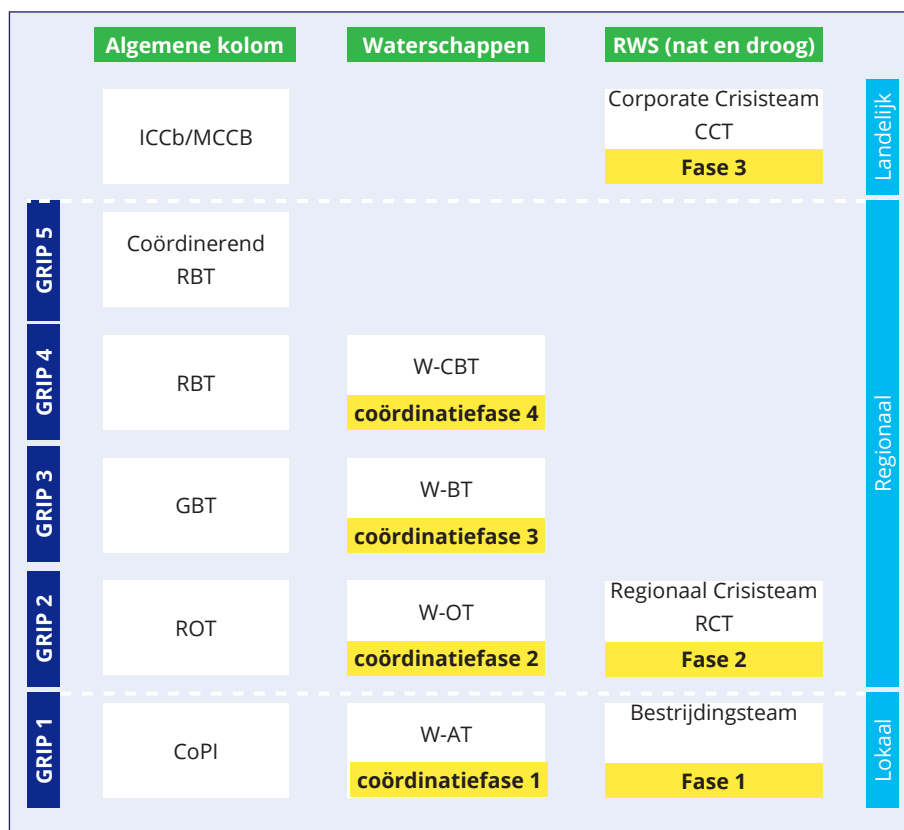 Algemene kolom
Waterschappen
RWS (nat en droog)
ICCb/MCCB
Corporate Crisisteam
CCT
Fase 3
Landelijk
GRIP 5
Coördinerend
RBT
Regionaal
GRIP 4
RBT
W-CBT
coördinatiefase 4
GRIP 3
GBT
W-BT
coördinatiefase 3
GRIP 2
ROT
W-OT
coördinatiefase 2
Regionaal Crisisteam
RCT
Fase 2
GRIP 1
CoPI
W-AT
coördinatiefase 1
Bestrijdingsteam
Fase 1
Lokaal